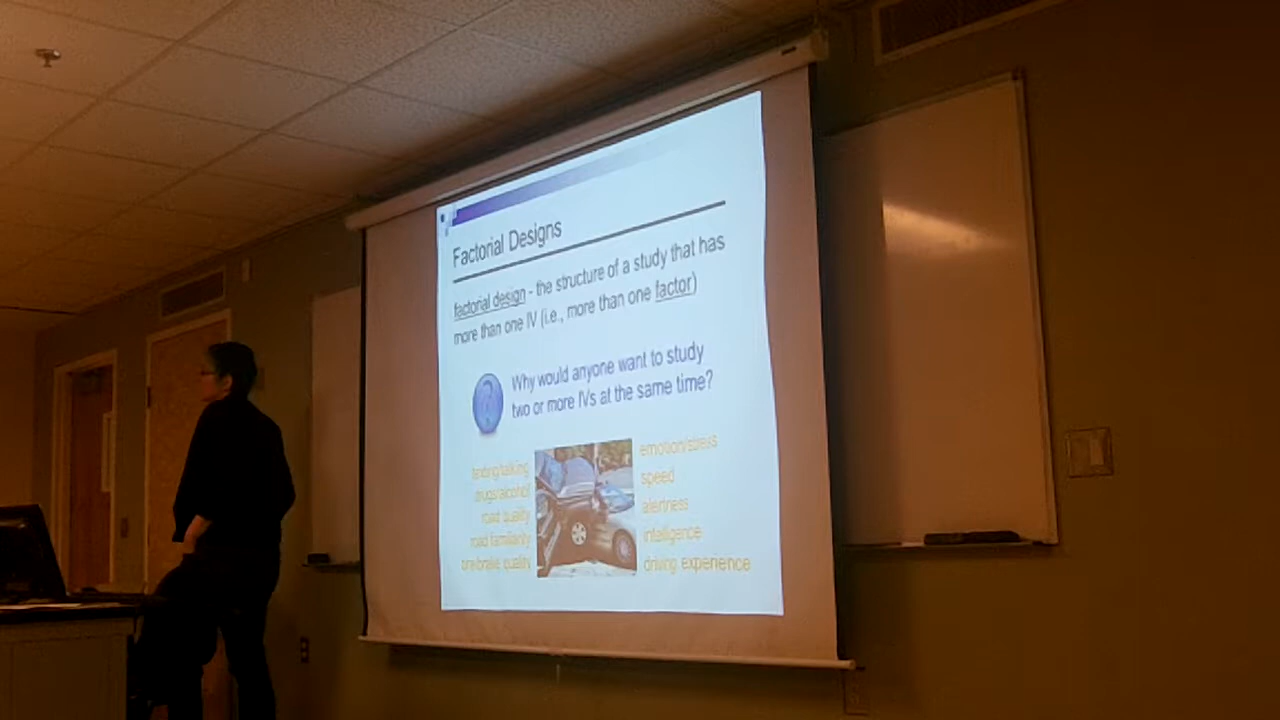 Factorial Designs
factorial design - the structure of a study that has
more than one IV (i.e., more than one factor)
Why would anyone want to study
two or more IVs at the same time?
texting/talking
drugs/alcohol
road quality
road familiarity
tire/brake quality
emotion/stress
speed
alertness
intelligence
driving experience